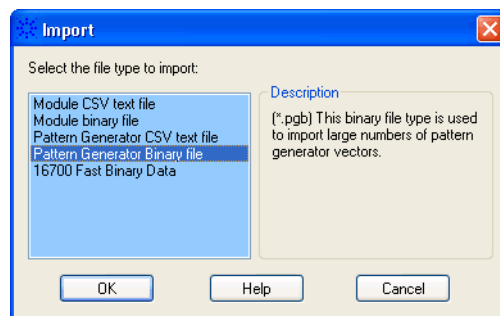 Import
Select the file type to import:
Module CSV text file
Module binary file
Pattern Generator CSV text file
Pattern Generator Binary file
16700 Fast Binary Data
Description
(*.pgb) This binary file type is used
to import large numbers of pattern
generator vectors.
OK
Help
Cancel